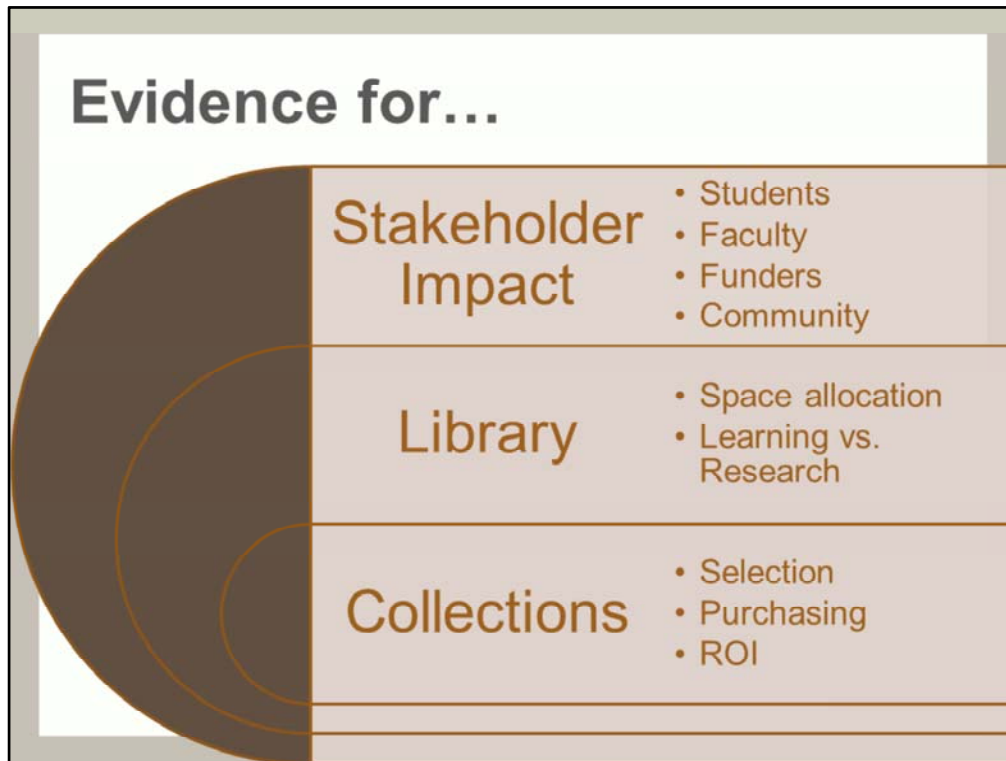 Evidence for…
Stakeholder
Impact
• Students
• Faculty
• Funders
• Community
Library
• Space allocation
• Learning vs.
Research
Collections
• Selection
• Purchasing
• ROI